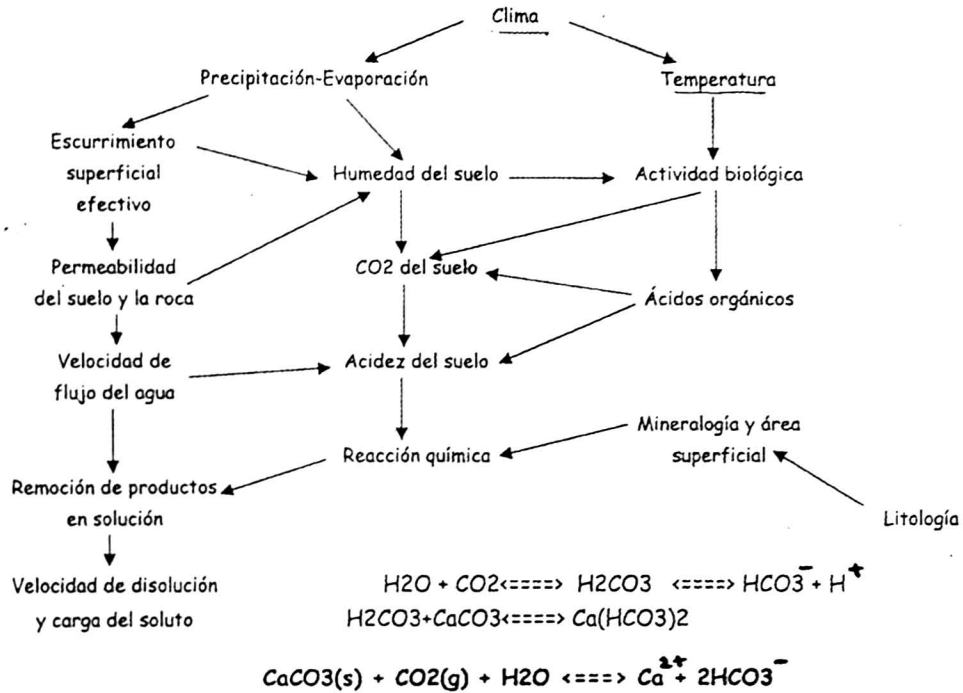 Clima
Precipitación-Evaporación
Temperatura
Escurrimiento
superficial
efectivo
Humedad del suelo
Actividad biológica
Permeabilidad
del suelo y la roca
CO2 del suelo
Ácidos orgánicos
Velocidad de
flujo del agua
Acidez del suelo
Mineralogía y área
superficial
Reacción química
Remoción de productos
en solución
Litología
Velocidad de disolución
y carga del soluto
H2O + CO2<====> H2CO3 <====> HCO3⁻ + H⁺
H2CO3+CaCO3<====> Ca(HCO3)2
CaCO3(s) + CO2(g) + H2O <===> Ca²⁺ + 2HCO3⁻